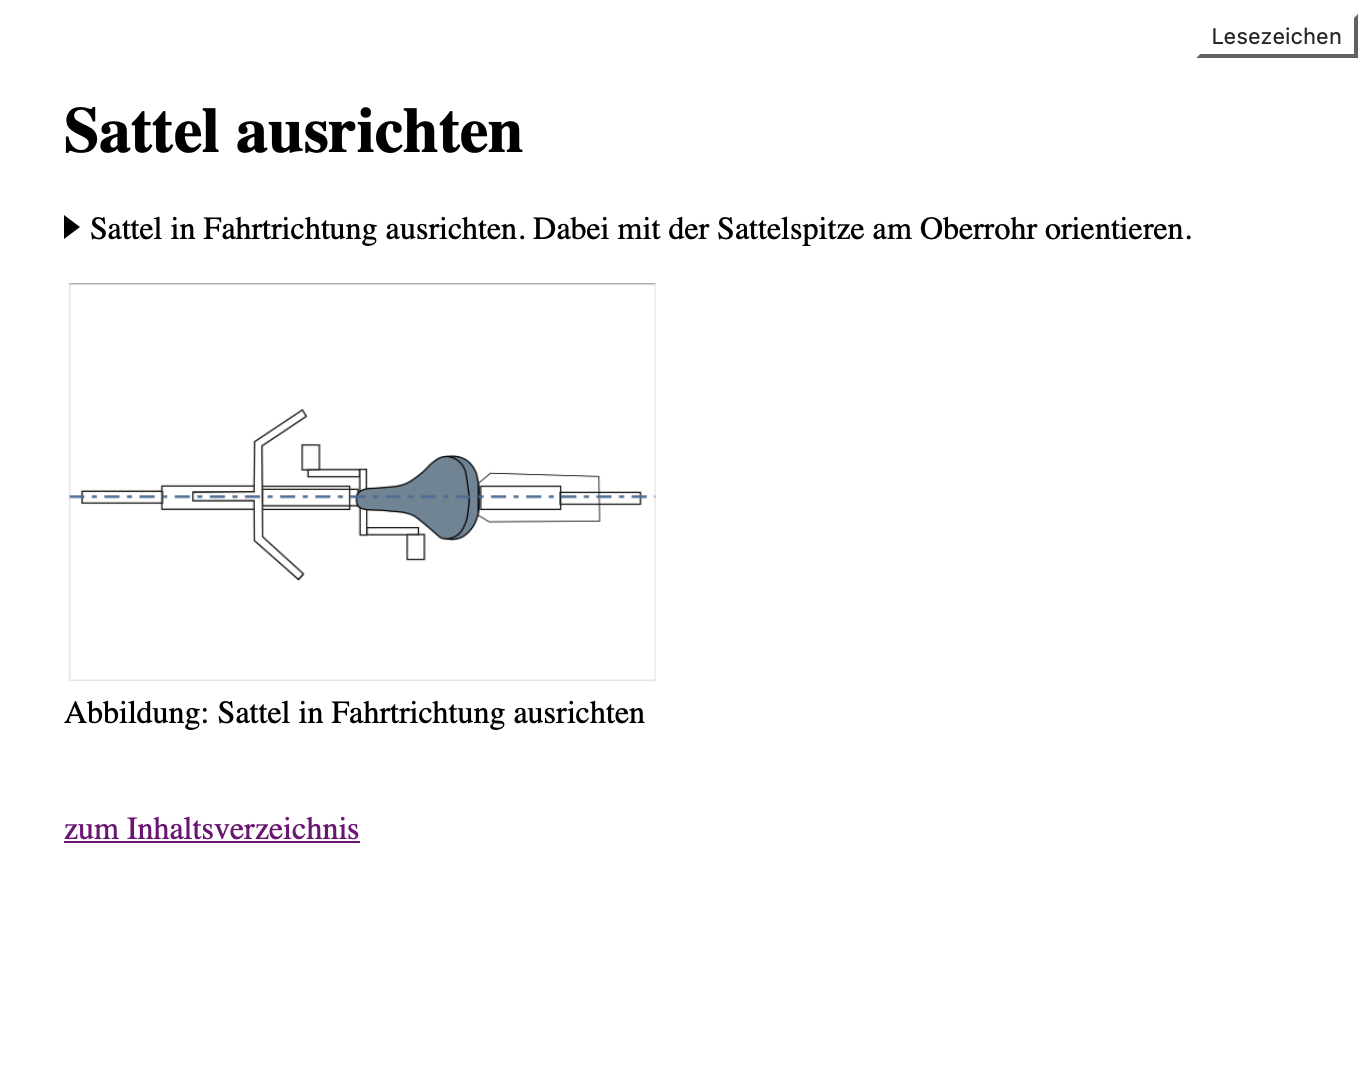 Lesezeichen
Sattel ausrichten
Sattel in Fahrtrichtung ausrichten. Dabei mit der Sattelspitze am Oberrohr orientieren.
Abbildung: Sattel in Fahrtrichtung ausrichten
zum Inhaltsverzeichnis